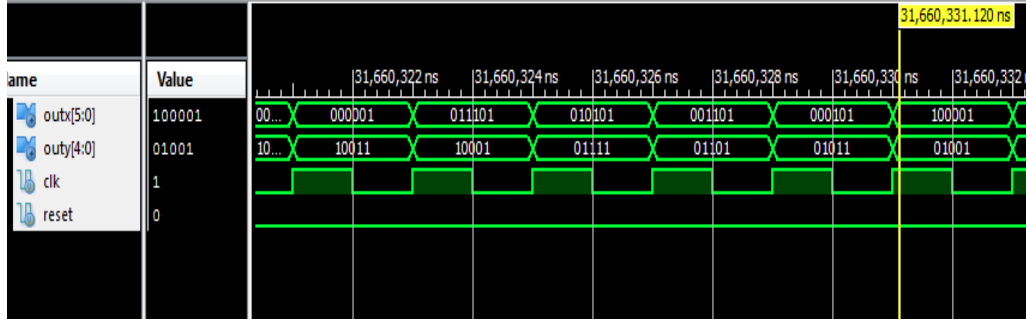 31,660,331.120 ns
ame Value
31,660,322 ns 31,660,324 ns 31,660,326 ns 31,660,328 ns 31,660,330 ns 31,660,332
outx[5:0] 100001 00... 000001 011101 010101 001101 000101 100001
outy[4:0] 01001 10... 10011 10001 01111 01101 01011 01001
clk 1
reset 0